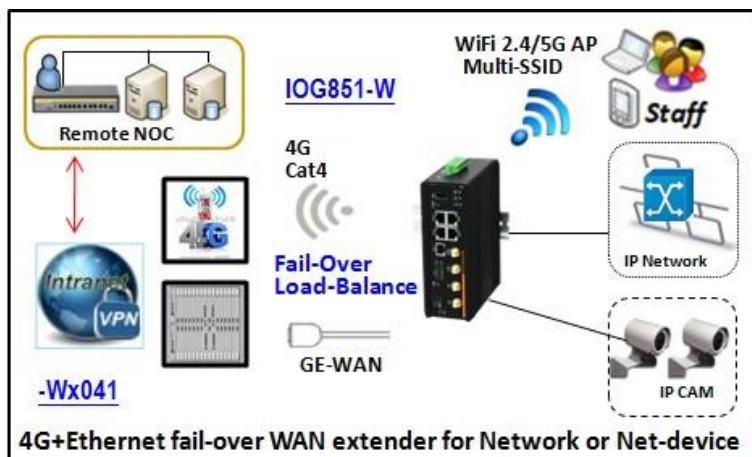 WiFi 2.4/5G AP
Multi-SSID
IOG851-W
Staff
Remote NOC
4G
Cat4
4G
Fail-Over
Load-Balance
Intranet
VPN
IP Network
GE-WAN
IP CAM
-Wx041
4G+Ethernet fail-over WAN extender for Network or Net-device